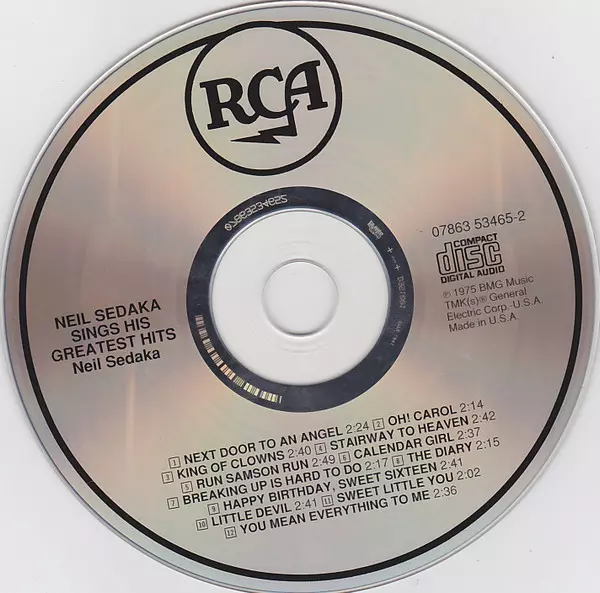 RCA
07863 53465-2
COMPACT
disc
DIGITAL AUDIO
℗ 1975 BMG Music
TMK(s)® General
Electric Corp.-U.S.A.
Made in U.S.A.
NEIL SEDAKA
SINGS HIS
GREATEST HITS
Neil Sedaka
1 NEXT DOOR TO AN ANGEL 2:24 2 OH! CAROL 2:14
3 KING OF CLOWNS 2:40 4 STAIRWAY TO HEAVEN 2:42
5 RUN SAMSON RUN 2:49 6 CALENDAR GIRL 2:37
7 BREAKING UP IS HARD TO DO 2:17 8 THE DIARY 2:15
9 HAPPY BIRTHDAY, SWEET SIXTEEN 2:41
10 LITTLE DEVIL 2:41 11 SWEET LITTLE YOU 2:02
12 YOU MEAN EVERYTHING TO ME 2:36